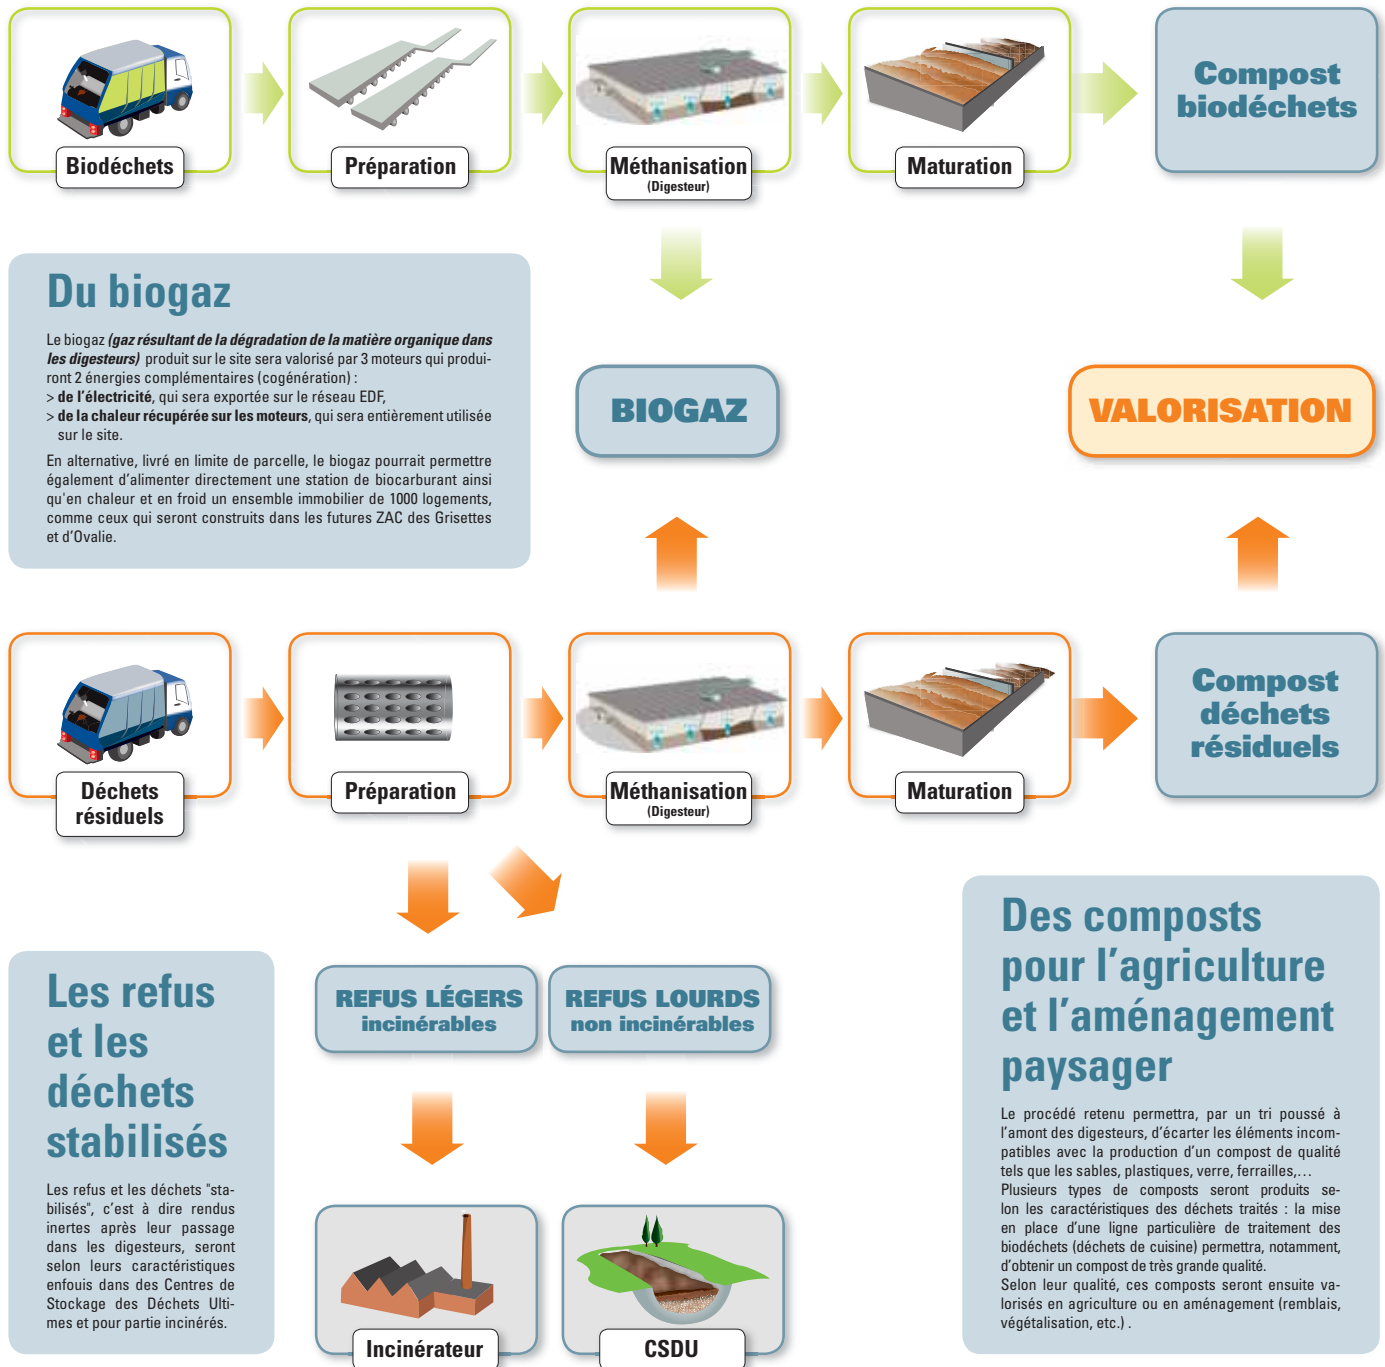 Biodéchets
Préparation
Méthanisation
(Digesteur)
Maturation
Compost
biodéchets
Du biogaz
Le biogaz (gaz résultant de la dégradation de la matière organique dans
les digesteurs) produit sur le site sera valorisé par 3 moteurs qui produi-
ront 2 énergies complémentaires (cogénération) :
> de l'électricité, qui sera exportée sur le réseau EDF,
> de la chaleur récupérée sur les moteurs, qui sera entièrement utilisée
sur le site.
En alternative, livré en limite de parcelle, le biogaz pourrait permettre
également d'alimenter directement une station de biocarburant ainsi
qu'en chaleur et en froid un ensemble immobilier de 1000 logements,
comme ceux qui seront construits dans les futures ZAC des Grisettes
et d'Ovalie.
BIOGAZ
VALORISATION
Déchets
résiduels
Préparation
Méthanisation
(Digesteur)
Maturation
Compost
déchets
résiduels
Les refus
et les
déchets
stabilisés
Les refus et les déchets "sta-
bilisés", c'est à dire rendus
inertes après leur passage
dans les digesteurs, seront
selon leurs caractéristiques
enfouis dans des Centres de
Stockage des Déchets Ulti-
mes et pour partie incinérés.
REFUS LÉGERS
incinérables
REFUS LOURDS
non incinérables
Incinérateur
CSDU
Des composts
pour l'agriculture
et l'aménagement
paysager
Le procédé retenu permettra, par un tri poussé à
l'amont des digesteurs, d'écarter les éléments incom-
patibles avec la production d'un compost de qualité
tels que les sables, plastiques, verre, ferrailles,...
Plusieurs types de composts seront produits se-
lon les caractéristiques des déchets traités : la mise
en place d'une ligne particulière de traitement des
biodéchets (déchets de cuisine) permettra, notamment,
d'obtenir un compost de très grande qualité.
Selon leur qualité, ces composts seront ensuite va-
lorisés en agriculture ou en aménagement (remblais,
végétalisation, etc.) .